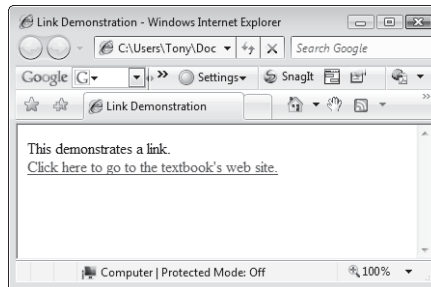 Link Demonstration - Windows Internet Explorer
C:\Users\Tony\Doc Search Google
Google G Settings SnagIt
Link Demonstration
This demonstrates a link.
Click here to go to the textbook's web site.
Computer | Protected Mode: Off 100%